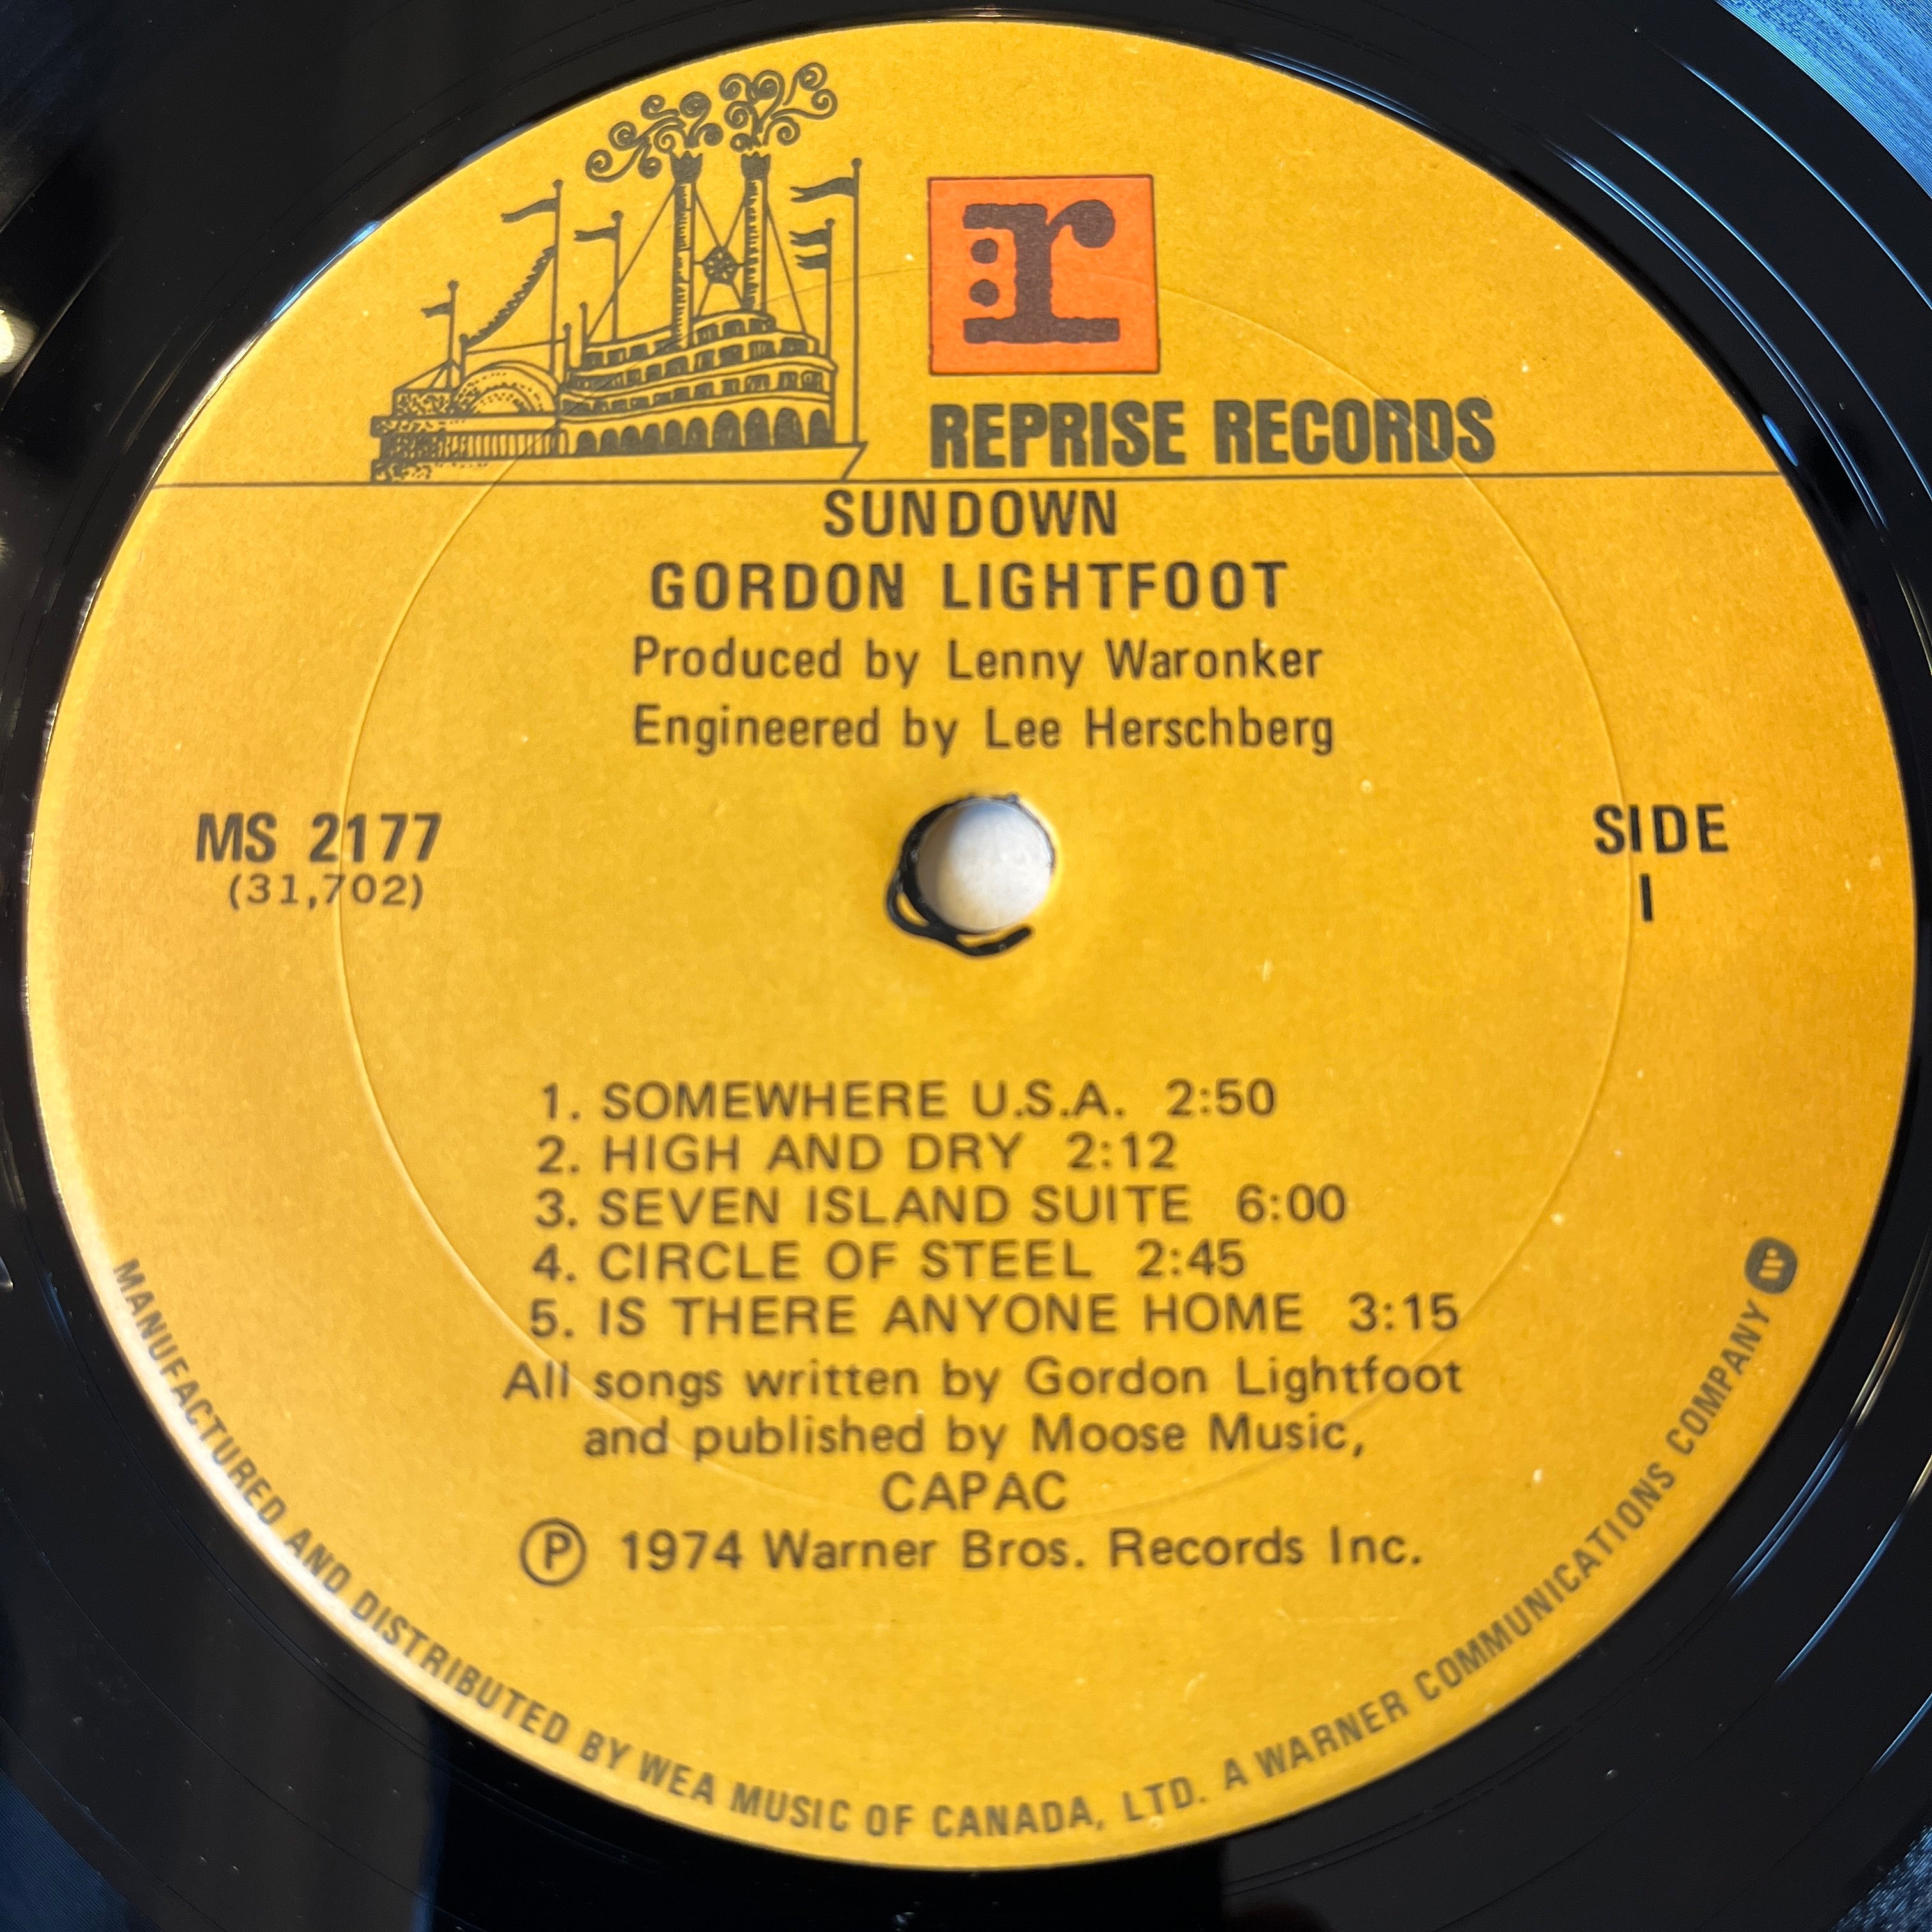 r:
REPRISE RECORDS
SUNDOWN
GORDON LIGHTFOOT
Produced by Lenny Waronker
Engineered by Lee Herschberg
MS 2177
(31,702)
SIDE
1
1. SOMEWHERE U.S.A. 2:50
2. HIGH AND DRY 2:12
3. SEVEN ISLAND SUITE 6:00
4. CIRCLE OF STEEL 2:45
5. IS THERE ANYONE HOME 3:15
All songs written by Gordon Lightfoot
and published by Moose Music,
CAPAC
Ⓟ 1974 Warner Bros. Records Inc.
MANUFACTURED AND DISTRIBUTED BY WEA MUSIC OF CANADA, LTD. A WARNER COMMUNICATIONS COMPANY